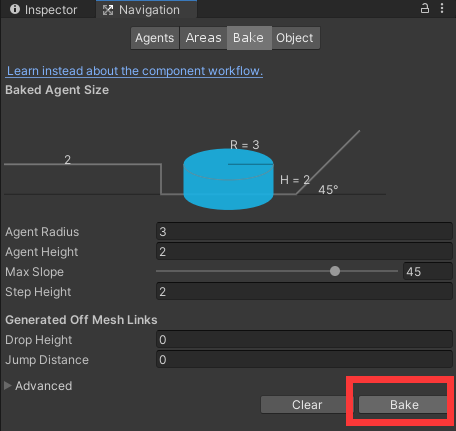 Inspector Navigation
Agents Areas Bake Object
Learn instead about the component workflow.
Baked Agent Size
R = 3
2
H = 2
45°
Agent Radius 3
Agent Height 2
Max Slope 45
Step Height 2
Generated Off Mesh Links
Drop Height 0
Jump Distance 0
Advanced
Clear Bake